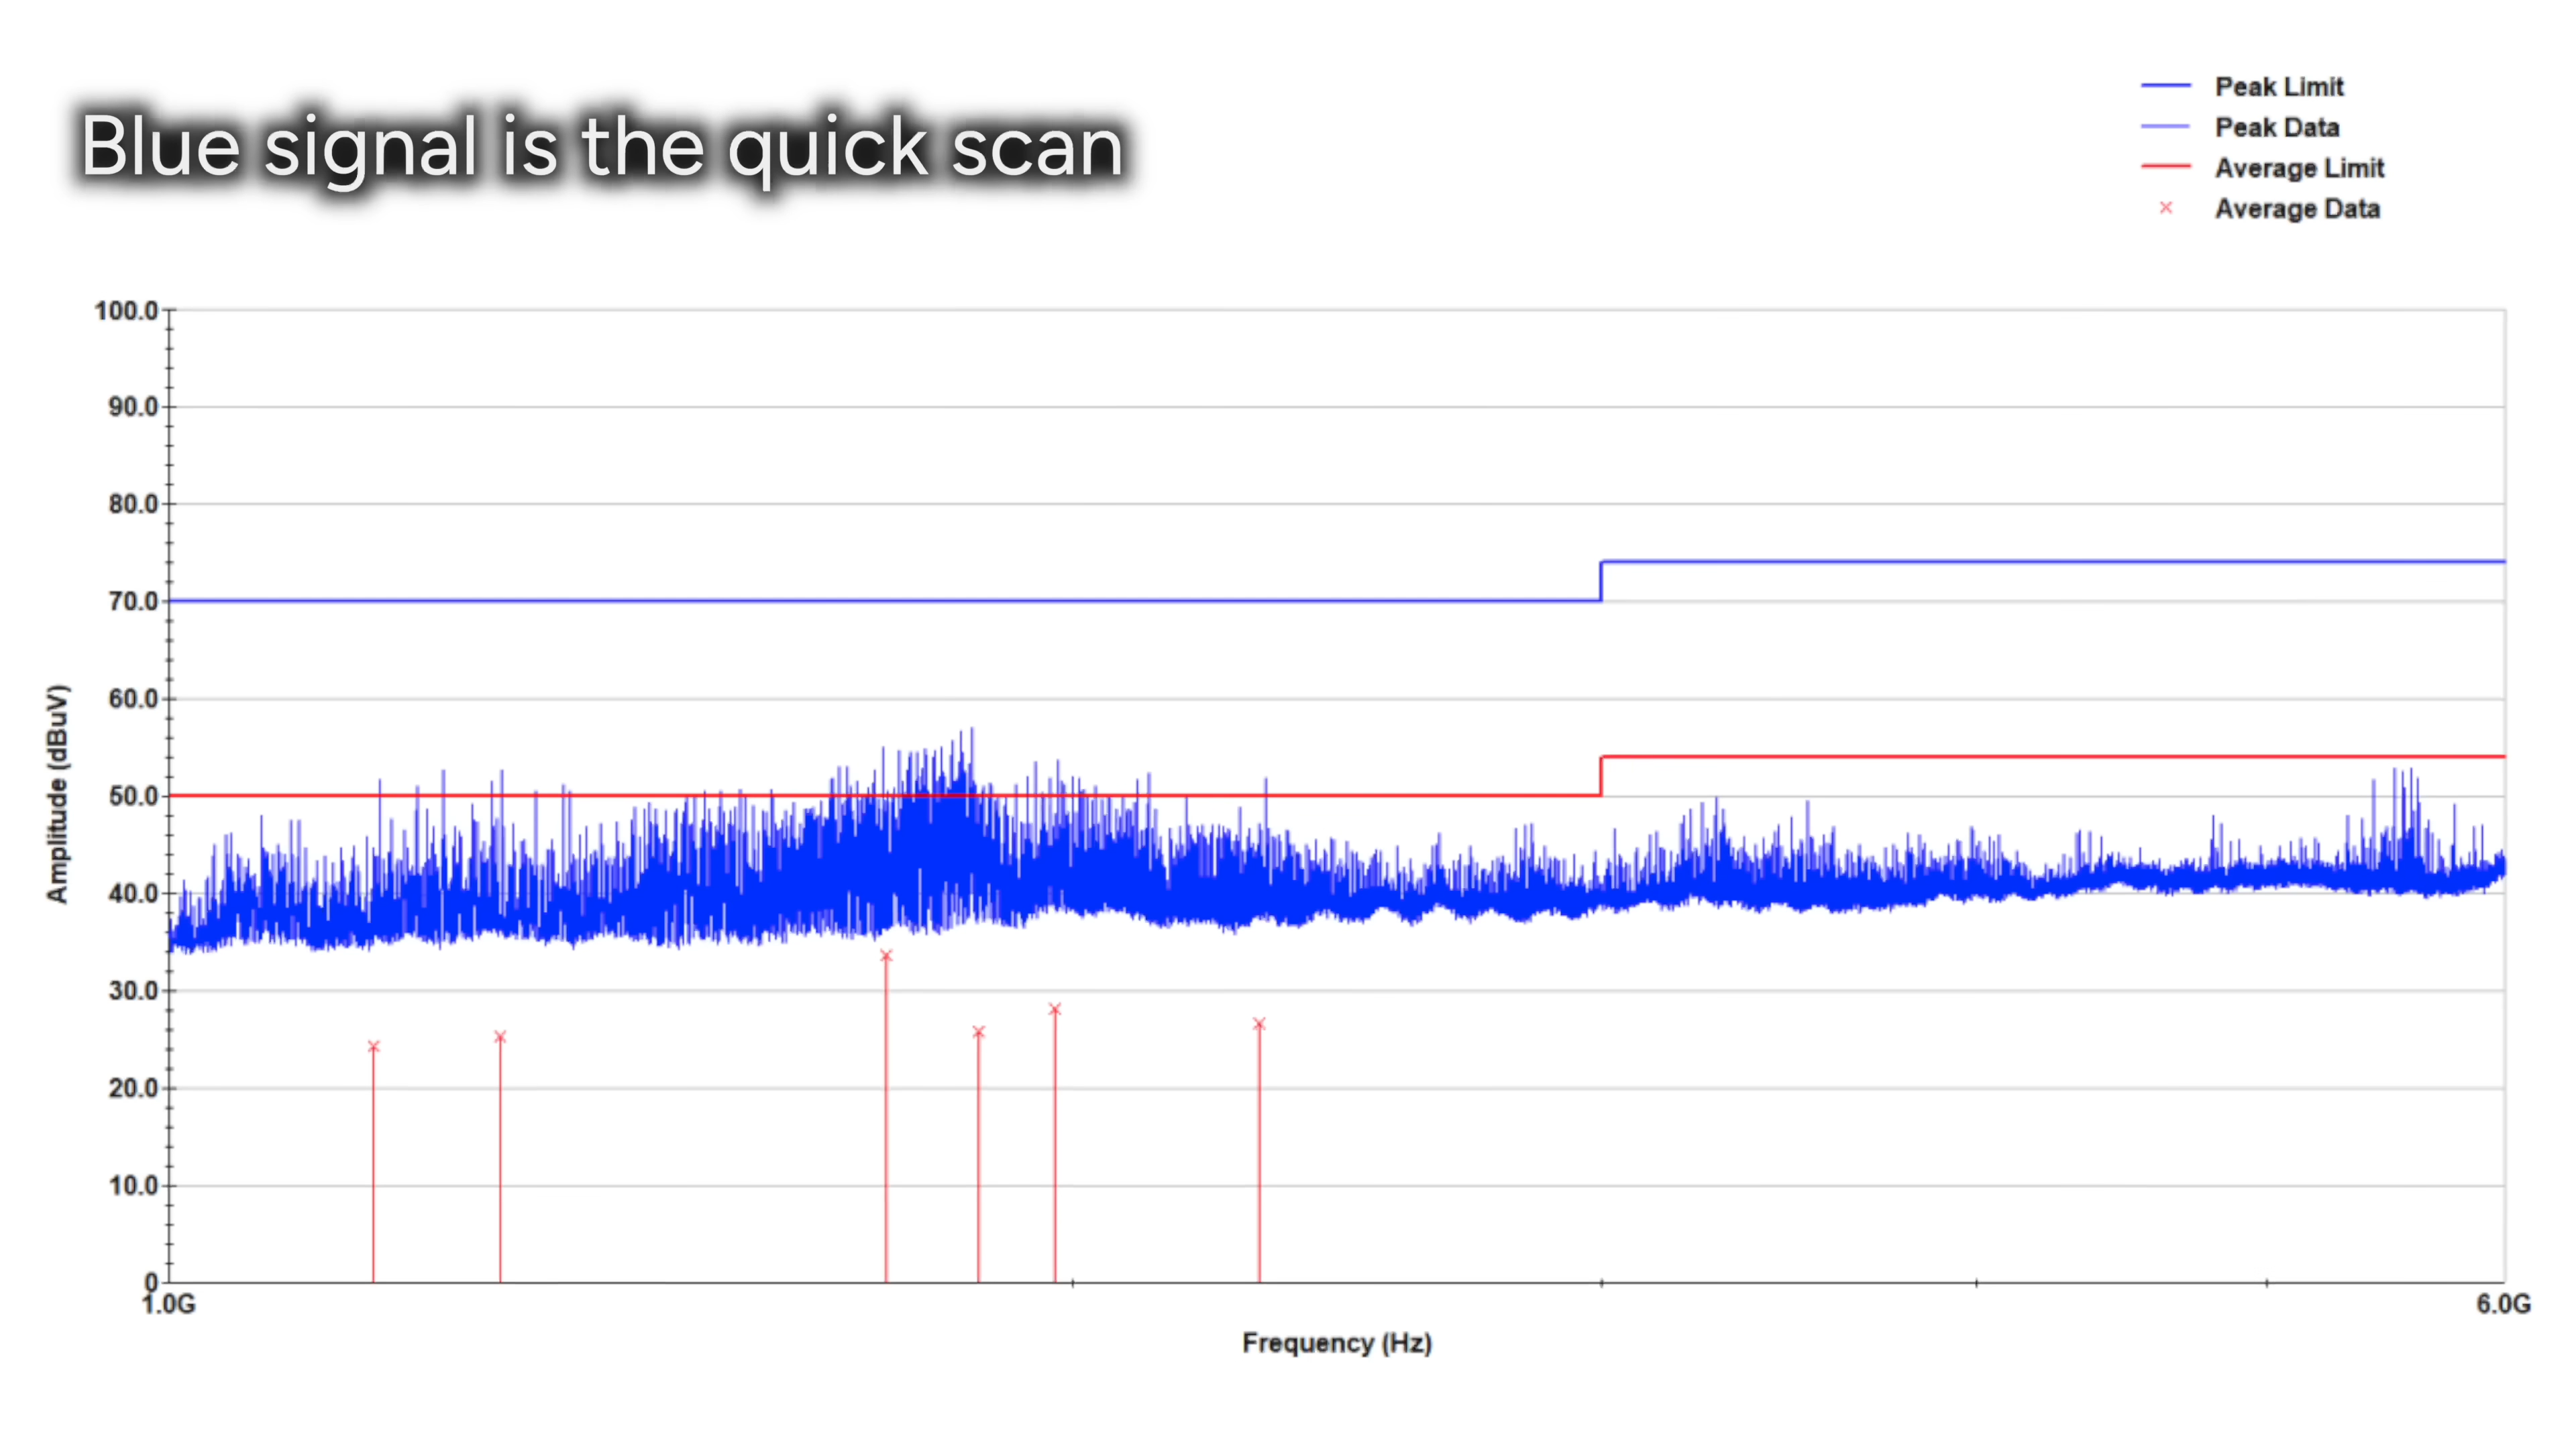 Blue signal is the quick scan
Peak Limit
Peak Data
Average Limit
Average Data
100.0
90.0
80.0
70.0
60.0
50.0
40.0
30.0
20.0
10.0
0
Amplitude (dBuV)
1.0G
6.0G
Frequency (Hz)